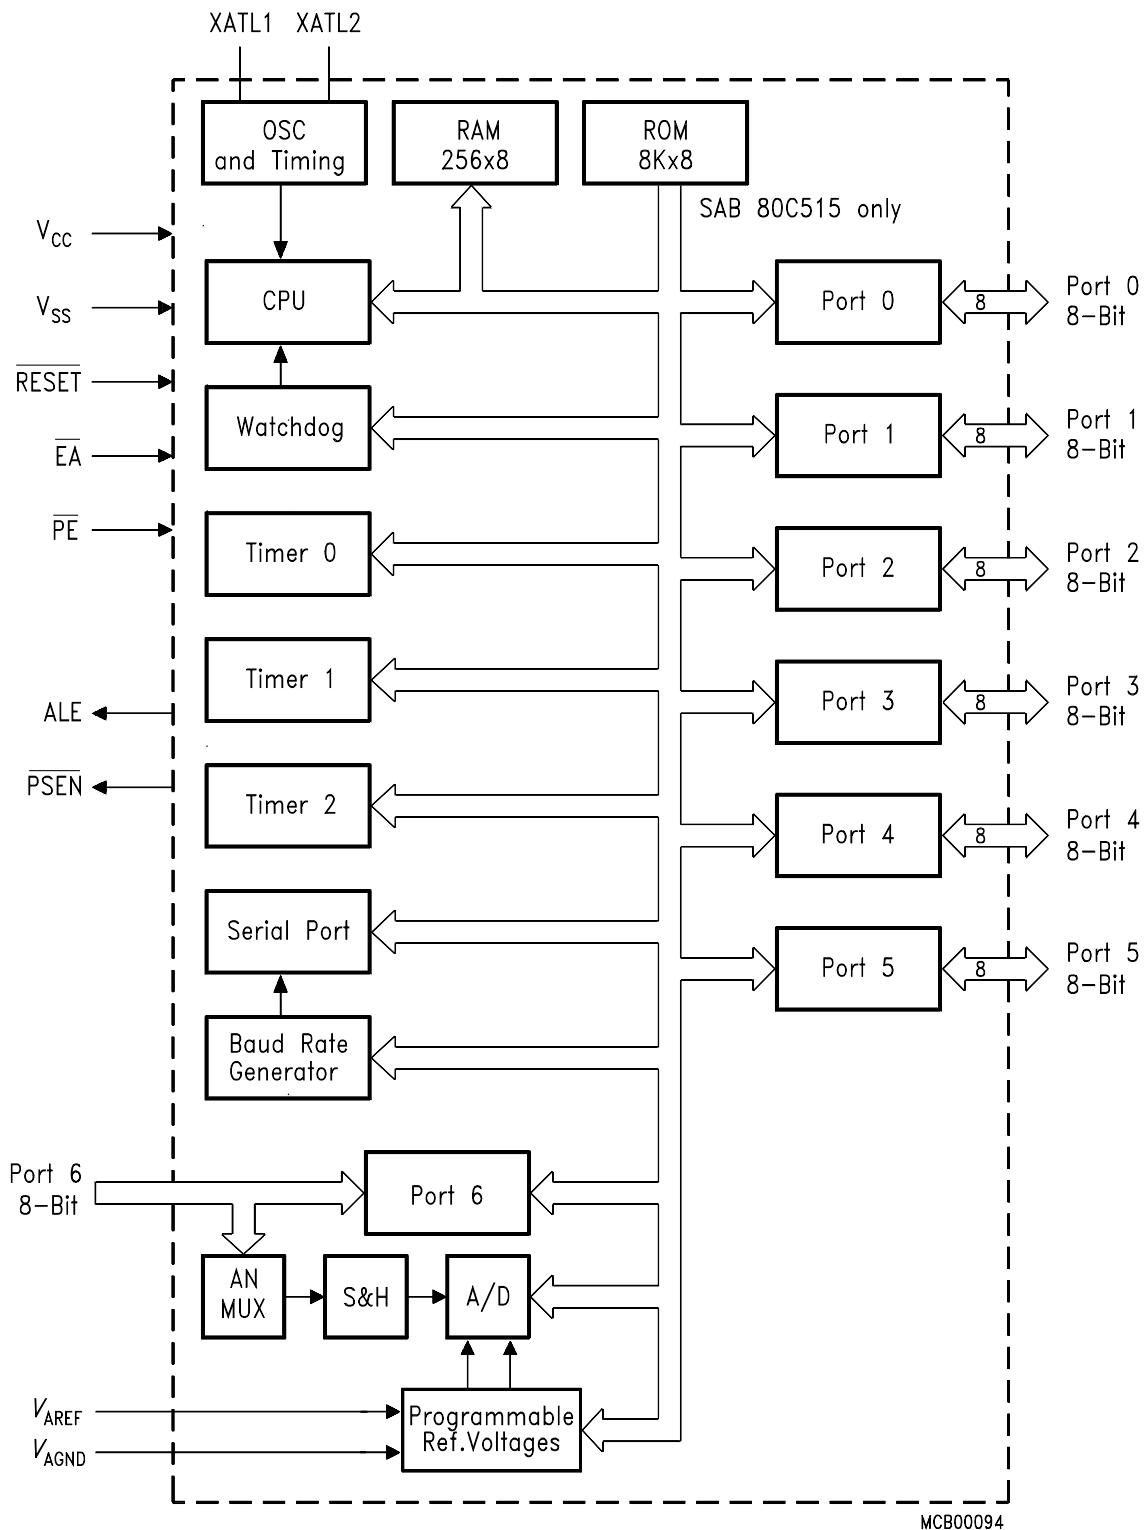 XATL1 XATL2
OSC
and Timing
RAM
256x8
ROM
8Kx8
SAB 80C515 only
VCC
VSS
RESET
EA
PE
ALE
PSEN
CPU
Watchdog
Timer 0
Timer 1
Timer 2
Serial Port
Baud Rate
Generator
Port 0
8
Port 0
8-Bit
Port 1
8
Port 1
8-Bit
Port 2
8
Port 2
8-Bit
Port 3
8
Port 3
8-Bit
Port 4
8
Port 4
8-Bit
Port 5
8
Port 5
8-Bit
Port 6
8-Bit
Port 6
AN
MUX
S&H
A/D
VAREF
VAGND
Programmable
Ref.Voltages
MCB00094